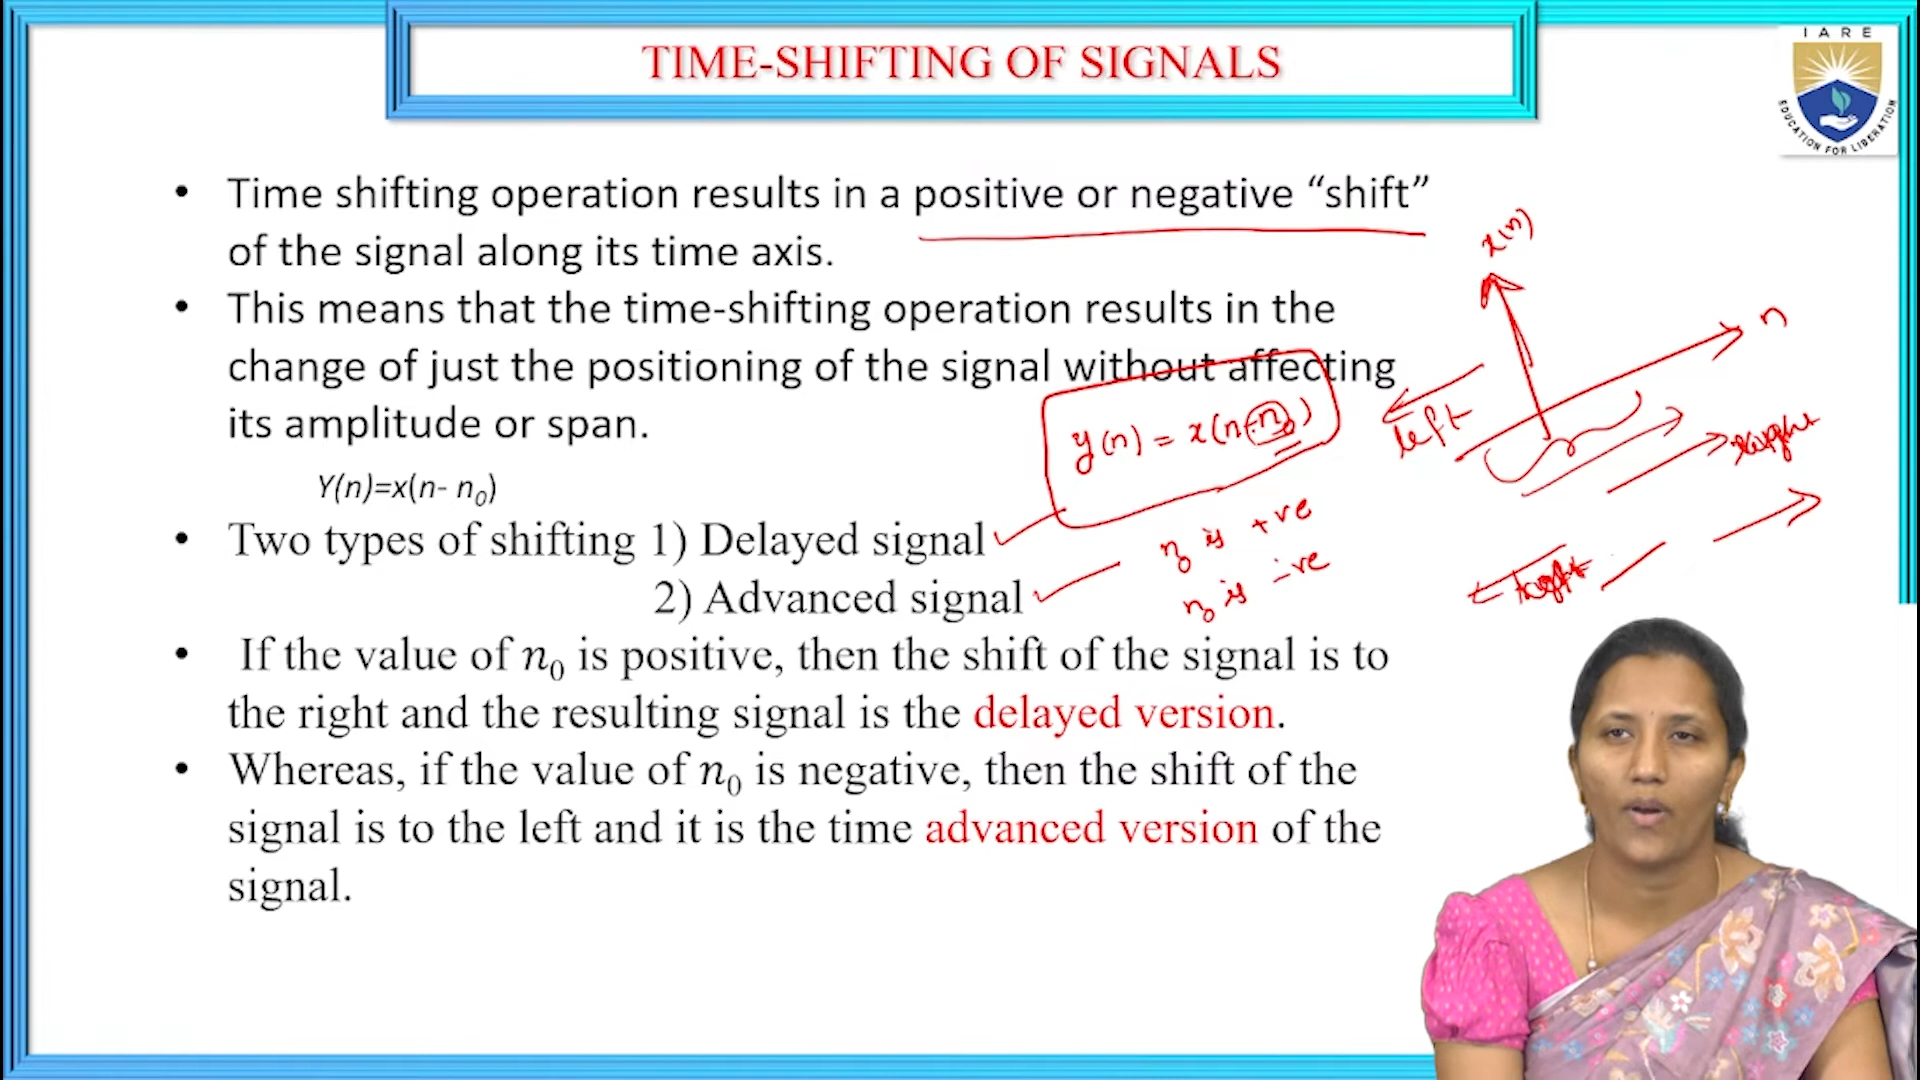 TIME-SHIFTING OF SIGNALS
IARE
EDUCATION FOR LIBERATION
• Time shifting operation results in a positive or negative “shift”
of the signal along its time axis.
• This means that the time-shifting operation results in the
change of just the positioning of the signal without affecting
its amplitude or span.
Y(n)=x(n- n₀)
• Two types of shifting 1) Delayed signal
2) Advanced signal
• If the value of n₀ is positive, then the shift of the signal is to
the right and the resulting signal is the delayed version.
• Whereas, if the value of n₀ is negative, then the shift of the
signal is to the left and it is the time advanced version of the
signal.
x(n)
n
left
y(n) = x(n-n₀)
n₀ is +ve
n₀ is -ve